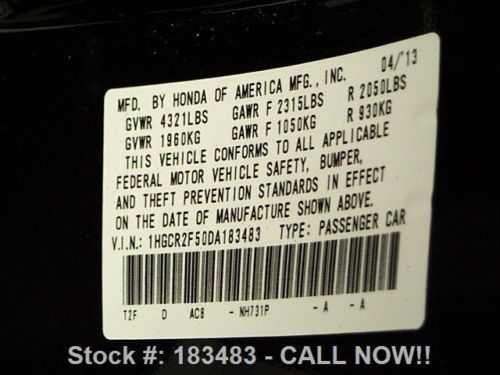 MFD. BY HONDA OF AMERICA MFG., INC. 04/'13
GVWR 4321LBS GAWR F 2315LBS R 2050LBS
GVWR 1960KG GAWR F 1050KG R 930KG
THIS VEHICLE CONFORMS TO ALL APPLICABLE
FEDERAL MOTOR VEHICLE SAFETY, BUMPER,
AND THEFT PREVENTION STANDARDS IN EFFECT
ON THE DATE OF MANUFACTURE SHOWN ABOVE.
V.I.N.: 1HGCR2F50DA183483 TYPE: PASSENGER CAR
T2F D AC8 - NH731P - A - A
Stock #: 183483 - CALL NOW!!